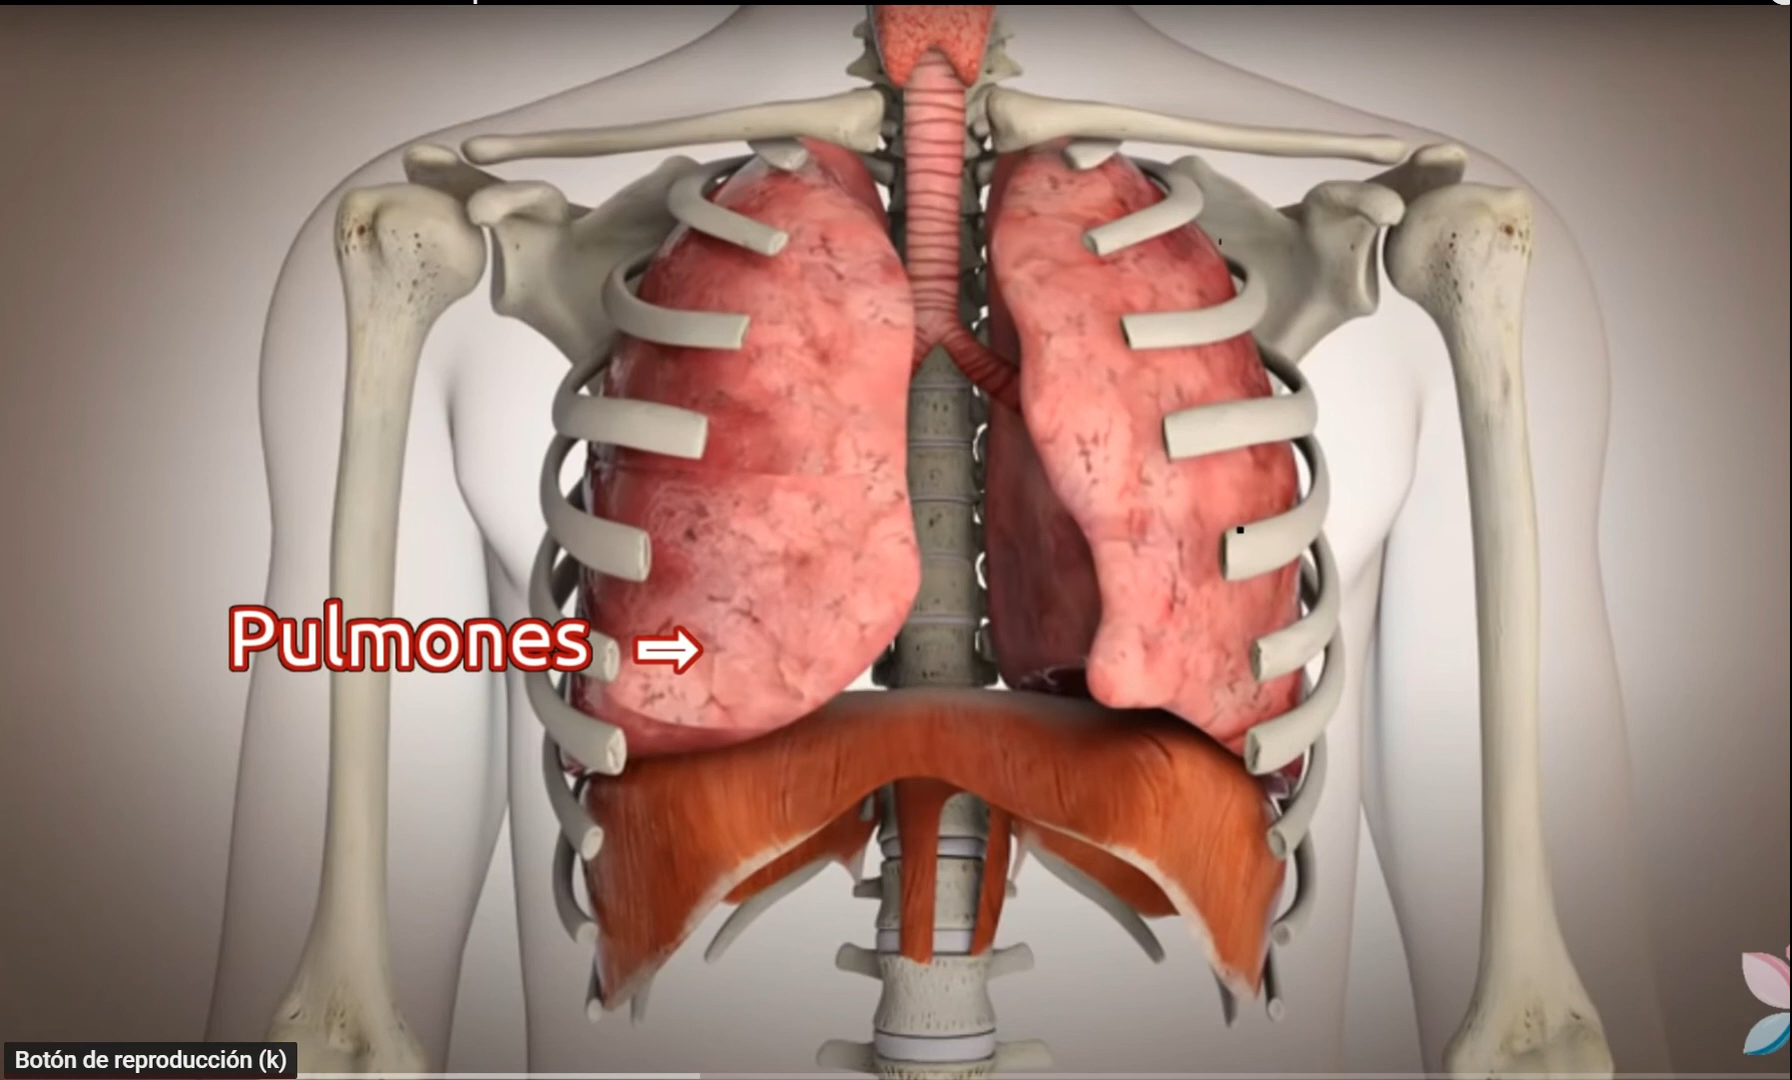 Pulmones ⇨
Botón de reproducción (k)